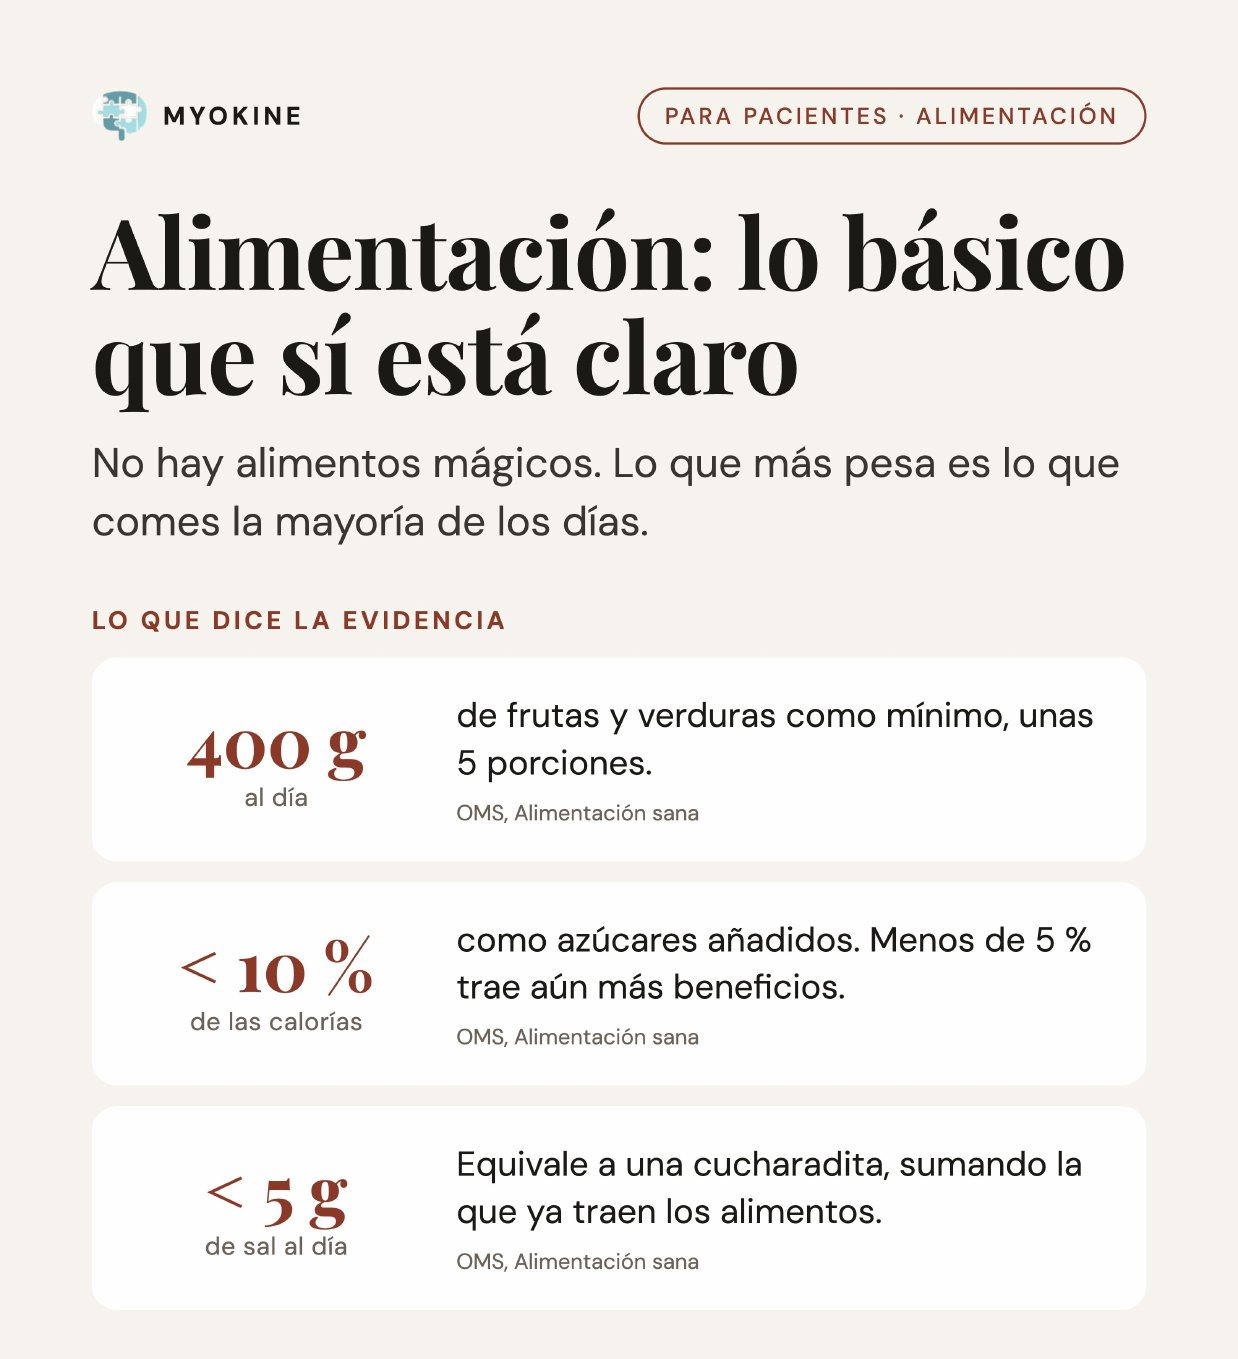 MYOKINE
PARA PACIENTES · ALIMENTACIÓN
Alimentación: lo básico
que sí está claro
No hay alimentos mágicos. Lo que más pesa es lo que
comes la mayoría de los días.
LO QUE DICE LA EVIDENCIA
400 g
al día
de frutas y verduras como mínimo, unas
5 porciones.
OMS, Alimentación sana
< 10 %
de las calorías
como azúcares añadidos. Menos de 5 %
trae aún más beneficios.
OMS, Alimentación sana
< 5 g
de sal al día
Equivale a una cucharadita, sumando la
que ya traen los alimentos.
OMS, Alimentación sana